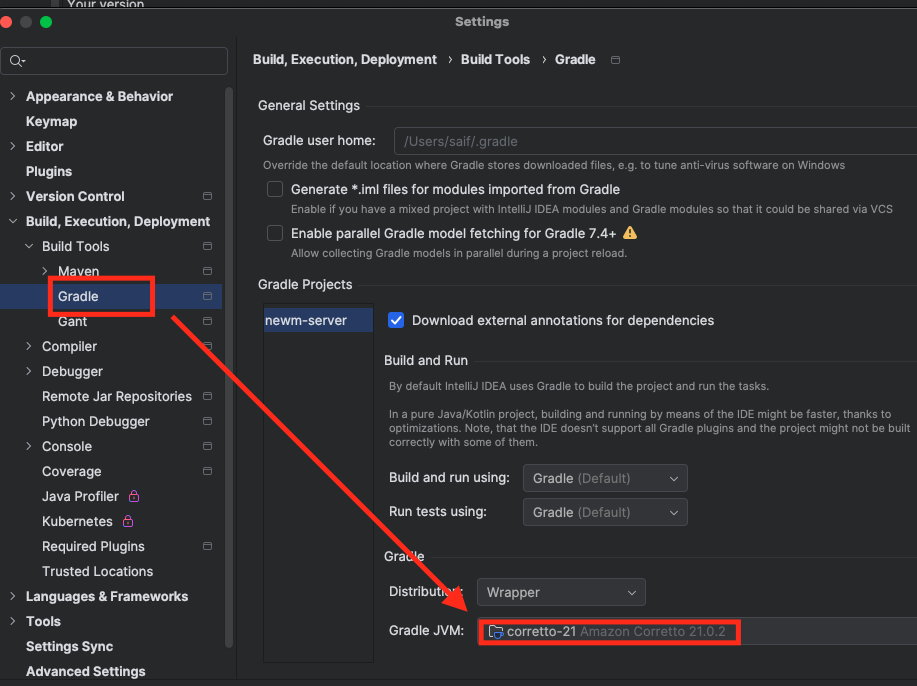 Your version
Settings
Build, Execution, Deployment › Build Tools › Gradle
Appearance & Behavior
Keymap
Editor
Plugins
Version Control
Build, Execution, Deployment
Build Tools
Maven
Gradle
Gant
Compiler
Debugger
Remote Jar Repositories
Python Debugger
Console
Coverage
Java Profiler
Kubernetes
Required Plugins
Trusted Locations
Languages & Frameworks
Tools
Settings Sync
Advanced Settings
General Settings
Gradle user home: /Users/saif/.gradle
Override the default location where Gradle stores downloaded files, e.g. to tune anti-virus software on Windows
Generate *.iml files for modules imported from Gradle
Enable if you have a mixed project with IntelliJ IDEA modules and Gradle modules so that it could be shared via VCS
Enable parallel Gradle model fetching for Gradle 7.4+
Allow collecting Gradle models in parallel during a project reload.
Gradle Projects
newm-server
Download external annotations for dependencies
Build and Run
By default IntelliJ IDEA uses Gradle to build the project and run the tasks.
In a pure Java/Kotlin project, building and running by means of the IDE might be faster, thanks to
optimizations. Note, that the IDE doesn't support all Gradle plugins and the project might not be built
correctly with some of them.
Build and run using: Gradle (Default)
Run tests using: Gradle (Default)
Gradle
Distribution: Wrapper
Gradle JVM: corretto-21 Amazon Corretto 21.0.2